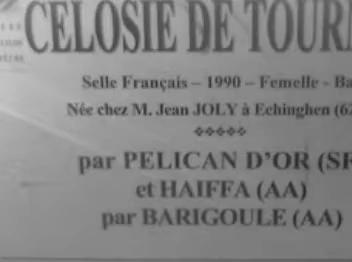 CELOSIE DE TOUR
Selle Français – 1990 – Femelle - Ba
Née chez M. Jean JOLY à Echinghen (62
❖❖❖❖❖
par PELICAN D'OR (SF
et HAIFFA (AA)
par BARIGOULE (AA)